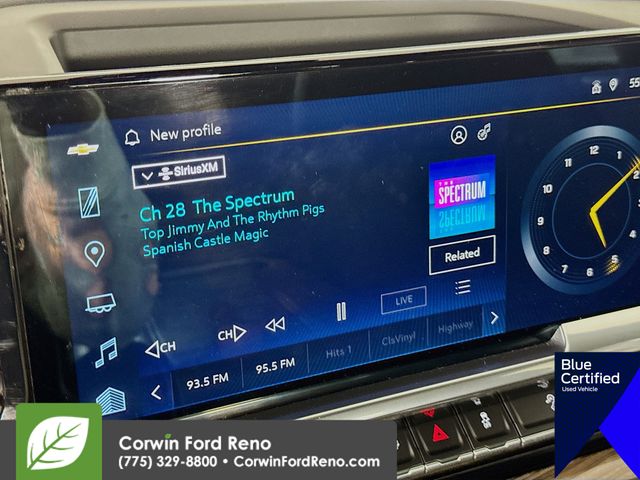 55
New profile
SiriusXM
Ch 28 The Spectrum
Top Jimmy And The Rhythm Pigs
Spanish Castle Magic
THE
SPECTRUM
Related
LIVE
CH
CH
93.5 FM
95.5 FM
Hits 1
ClsVinyl
Highway
12
1
2
3
4
5
6
7
8
9
10
11
Blue
Certified
Used Vehicle
Corwin Ford Reno
(775) 329-8800 • CorwinFordReno.com